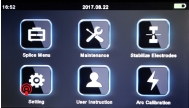 16:52
2017.08.22
Splice Menu
Maintenance
Stabilize Electrodes
Setting
User Instruction
Arc Calibration